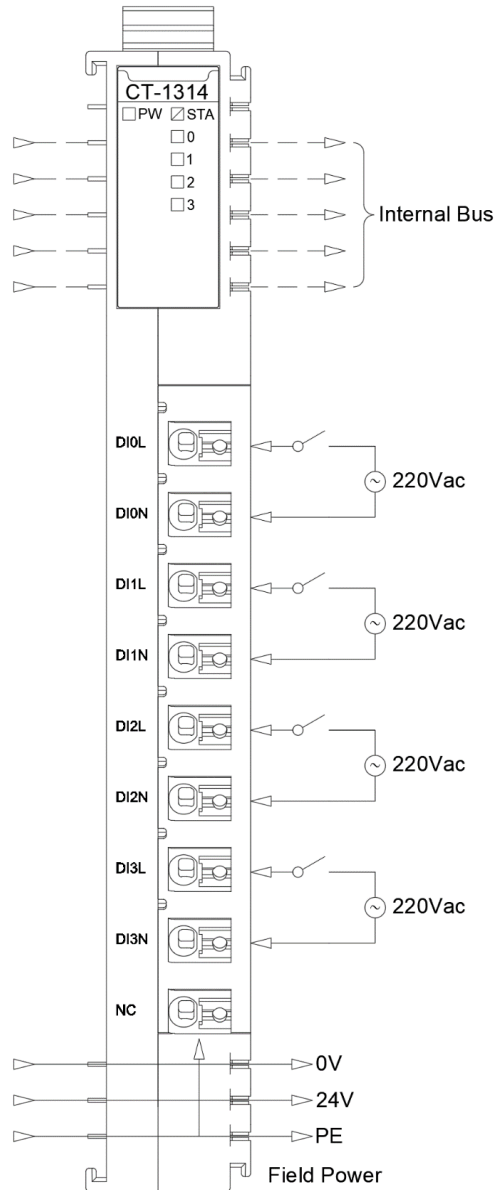 CT-1314
PW STA
0
1
2
3
Internal Bus
DI0L
220Vac
DI0N
DI1L
220Vac
DI1N
DI2L
220Vac
DI2N
DI3L
220Vac
DI3N
NC
0V
24V
PE
Field Power